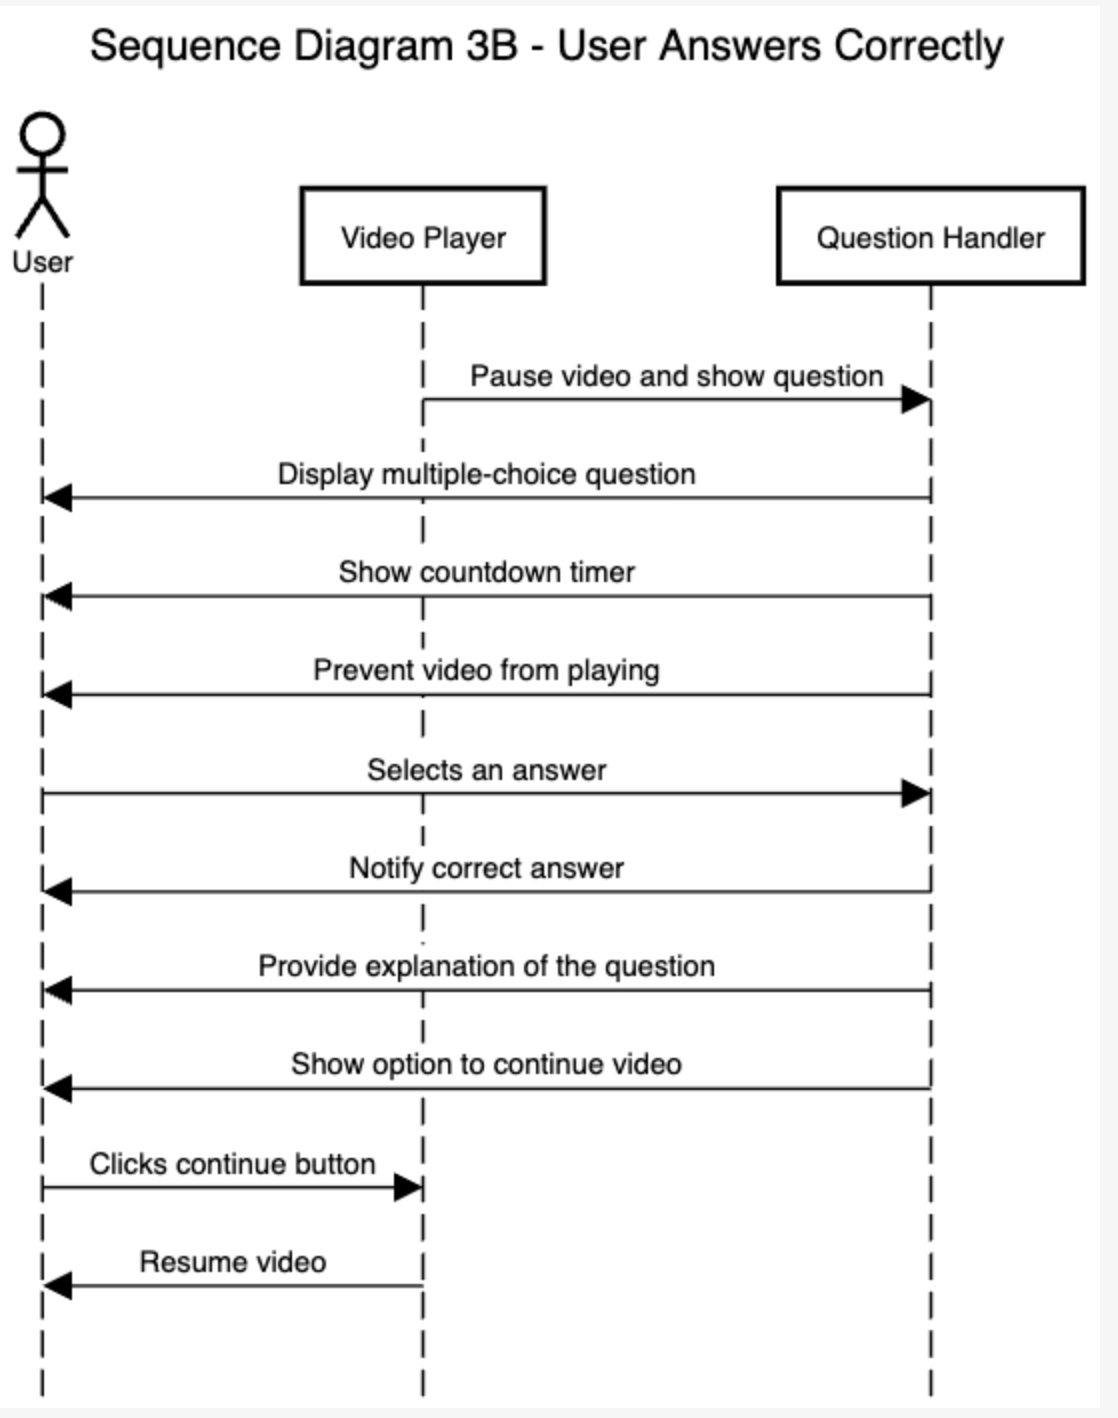 Sequence Diagram 3B - User Answers Correctly
User
Video Player
Question Handler
Pause video and show question
Display multiple-choice question
Show countdown timer
Prevent video from playing
Selects an answer
Notify correct answer
Provide explanation of the question
Show option to continue video
Clicks continue button
Resume video